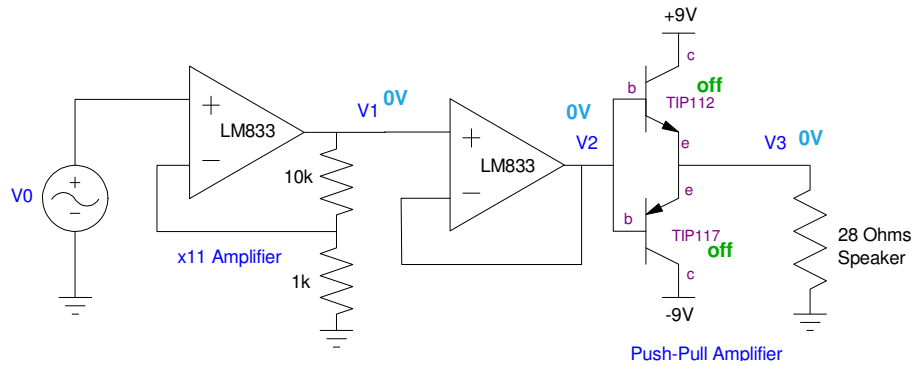 +9V
c
b
off
TIP112
e
V1 0V
0V
V2
V3 0V
+
LM833
−
+
LM833
−
10k
V0
+
−
e
b
TIP117
off
c
28 Ohms
Speaker
x11 Amplifier
1k
-9V
Push-Pull Amplifier